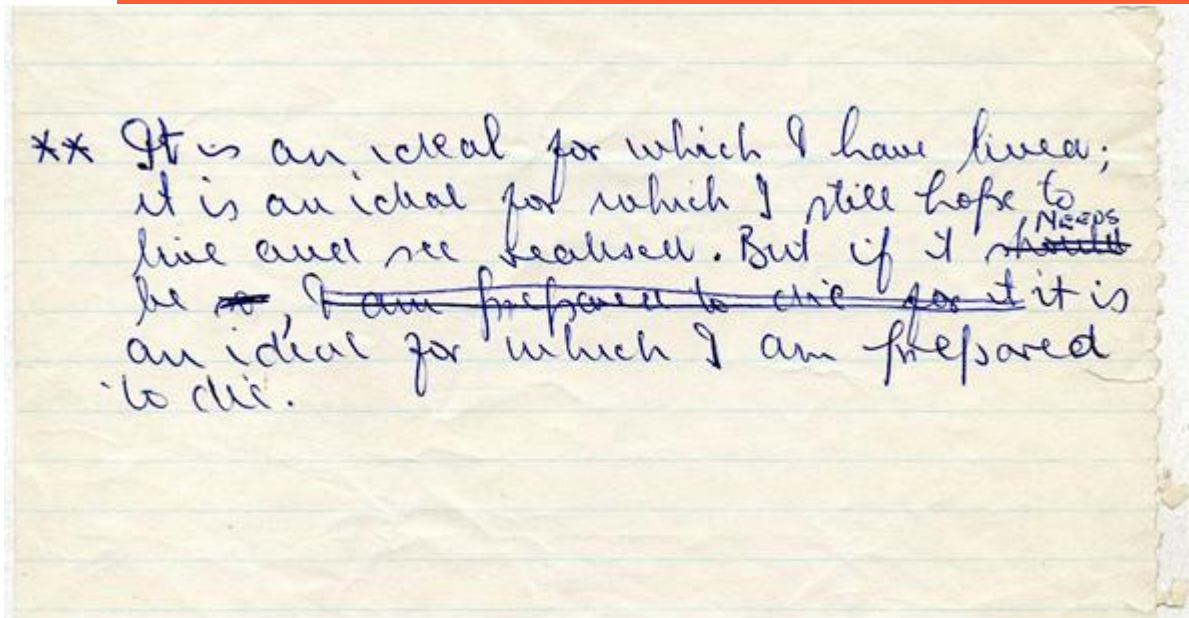 ** It is an ideal for which I have lived;
it is an ideal for which I still hope to
NEEDS
live and see realised. But if it should
be so, I am prepared to die for it it is
an ideal for which I am prepared
to die.